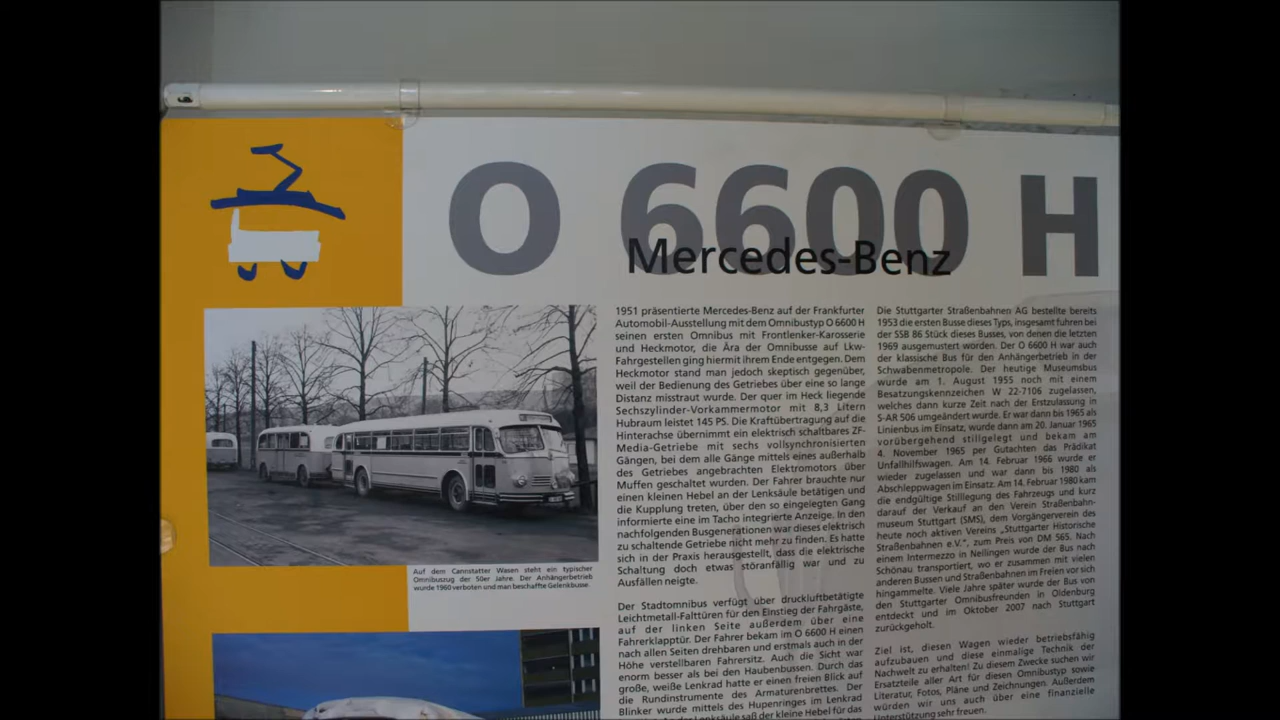 O 6600 H
Mercedes-Benz
1951 präsentierte Mercedes-Benz auf der Frankfurter
Automobil-Ausstellung mit dem Omnibustyp O 6600 H
seinen ersten Omnibus mit Frontlenker-Karosserie
und Heckmotor, die Ära der Omnibusse auf Lkw-
Fahrgestellen ging hiermit ihrem Ende entgegen. Dem
Heckmotor stand man jedoch skeptisch gegenüber,
weil der Bedienung des Getriebes über eine so lange
Distanz misstraut wurde. Der quer im Heck liegende
Sechszylinder-Vorkammermotor mit 8,3 Litern
Hubraum leistet 145 PS. Die Kraftübertragung auf die
Hinterachse übernimmt ein elektrisch schaltbares ZF-
Media-Getriebe mit sechs vollsynchronisierten
Gängen, bei dem alle Gänge mittels eines außerhalb
des Getriebes angebrachten Elektromotors über
Muffen geschaltet wurden. Der Fahrer brauchte nur
einen kleinen Hebel an der Lenksäule betätigen und
die Kupplung treten, über den so eingelegten Gang
informierte eine im Tacho integrierte Anzeige. In den
nachfolgenden Busgenerationen war dieses elektrisch
zu schaltende Getriebe nicht mehr zu finden. Es hatte
sich in der Praxis herausgestellt, dass die elektrische
Schaltung doch etwas störanfällig war und zu
Ausfällen neigte.
Der Stadtomnibus verfügt über druckluftbetätigte
Leichtmetall-Falttüren für den Einstieg der Fahrgäste,
auf der linken Seite außerdem über eine
Fahrerklapptür. Der Fahrer bekam im O 6600 H einen
nach allen Seiten drehbaren und erstmals auch in der
Höhe verstellbaren Fahrersitz. Auch die Sicht war
enorm besser als bei den Haubenbussen. Durch das
große, weiße Lenkrad hatte er einen freien Blick auf
die Rundinstrumente des Armaturenbrettes. Der
Blinker wurde mittels des Hupenringes im Lenkrad
Lenksäule saß der kleine Hebel für das
Die Stuttgarter Straßenbahnen AG bestellte bereits
1953 die ersten Busse dieses Typs, insgesamt fuhren bei
der SSB 86 Stück dieses Busses, von denen die letzten
1969 ausgemustert worden. Der O 6600 H war auch
der klassische Bus für den Anhängerbetrieb in der
Schwabenmetropole. Der heutige Museumsbus
wurde am 1. August 1955 noch mit einem
Besatzungskennzeichen W 22-7106 zugelassen,
welches dann kurze Zeit nach der Erstzulassung in
S-AR 506 umgeändert wurde. Er war dann bis 1965 als
Linienbus im Einsatz, wurde dann am 20. Januar 1965
vorübergehend stillgelegt und bekam am
4. November 1965 per Gutachten das Prädikat
Unfallhilfswagen. Am 14. Februar 1966 wurde er
wieder zugelassen und war dann bis 1980 als
Abschleppwagen im Einsatz. Am 14. Februar 1980 kam
die endgültige Stilllegung des Fahrzeugs und kurz
darauf der Verkauf an den Verein Straßenbahn-
museum Stuttgart (SMS), dem Vorgängerverein des
heute noch aktiven Vereins „Stuttgarter Historische
Straßenbahnen e.V.“, zum Preis von DM 565. Nach
einem Intermezzo in Nellingen wurde der Bus nach
Schönau transportiert, wo er zusammen mit vielen
anderen Bussen und Straßenbahnen im Freien vor sich
hingammelte. Viele Jahre später wurde der Bus von
den Stuttgarter Omnibusfreunden in Oldenburg
entdeckt und im Oktober 2007 nach Stuttgart
zurückgeholt.
Ziel ist, diesen Wagen wieder betriebsfähig
aufzubauen und diese einmalige Technik der
Nachwelt zu erhalten! Zu diesem Zwecke suchen wir
Ersatzteile aller Art für diesen Omnibustyp sowie
Literatur, Fotos, Pläne und Zeichnungen. Außerdem
würden wir uns auch über eine finanzielle
Unterstützung sehr freuen.
Auf dem Cannstatter Wasen steht ein typischer
Omnibuszug der 50er Jahre. Der Anhängerbetrieb
wurde 1960 verboten und man beschaffte Gelenkbusse.